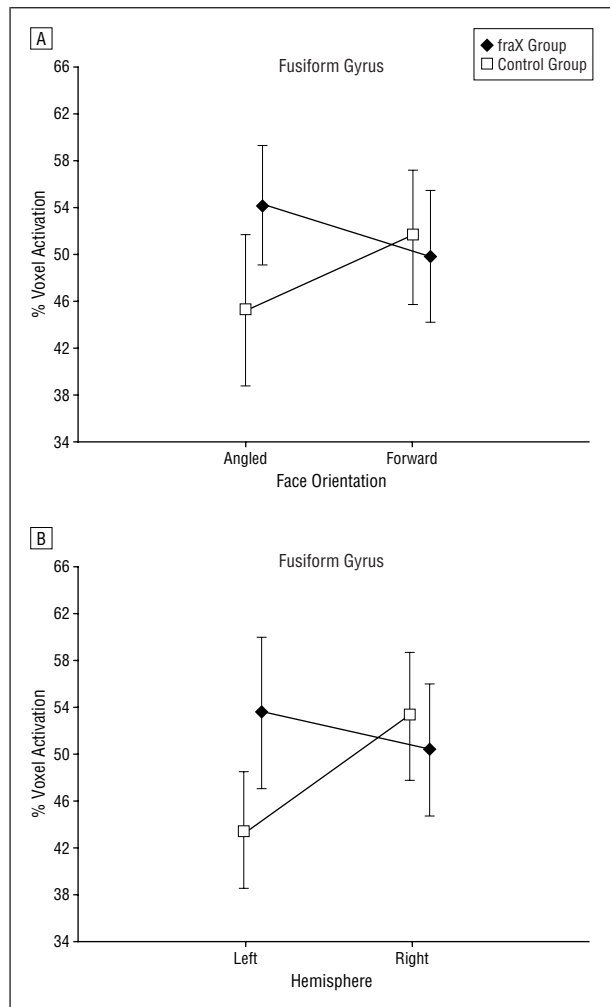 A
fraX Group
Control Group
Fusiform Gyrus
66
62
58
54
50
46
42
38
34
% Voxel Activation
Angled
Forward
Face Orientation
B
Fusiform Gyrus
66
62
58
54
50
46
42
38
34
% Voxel Activation
Left
Right
Hemisphere